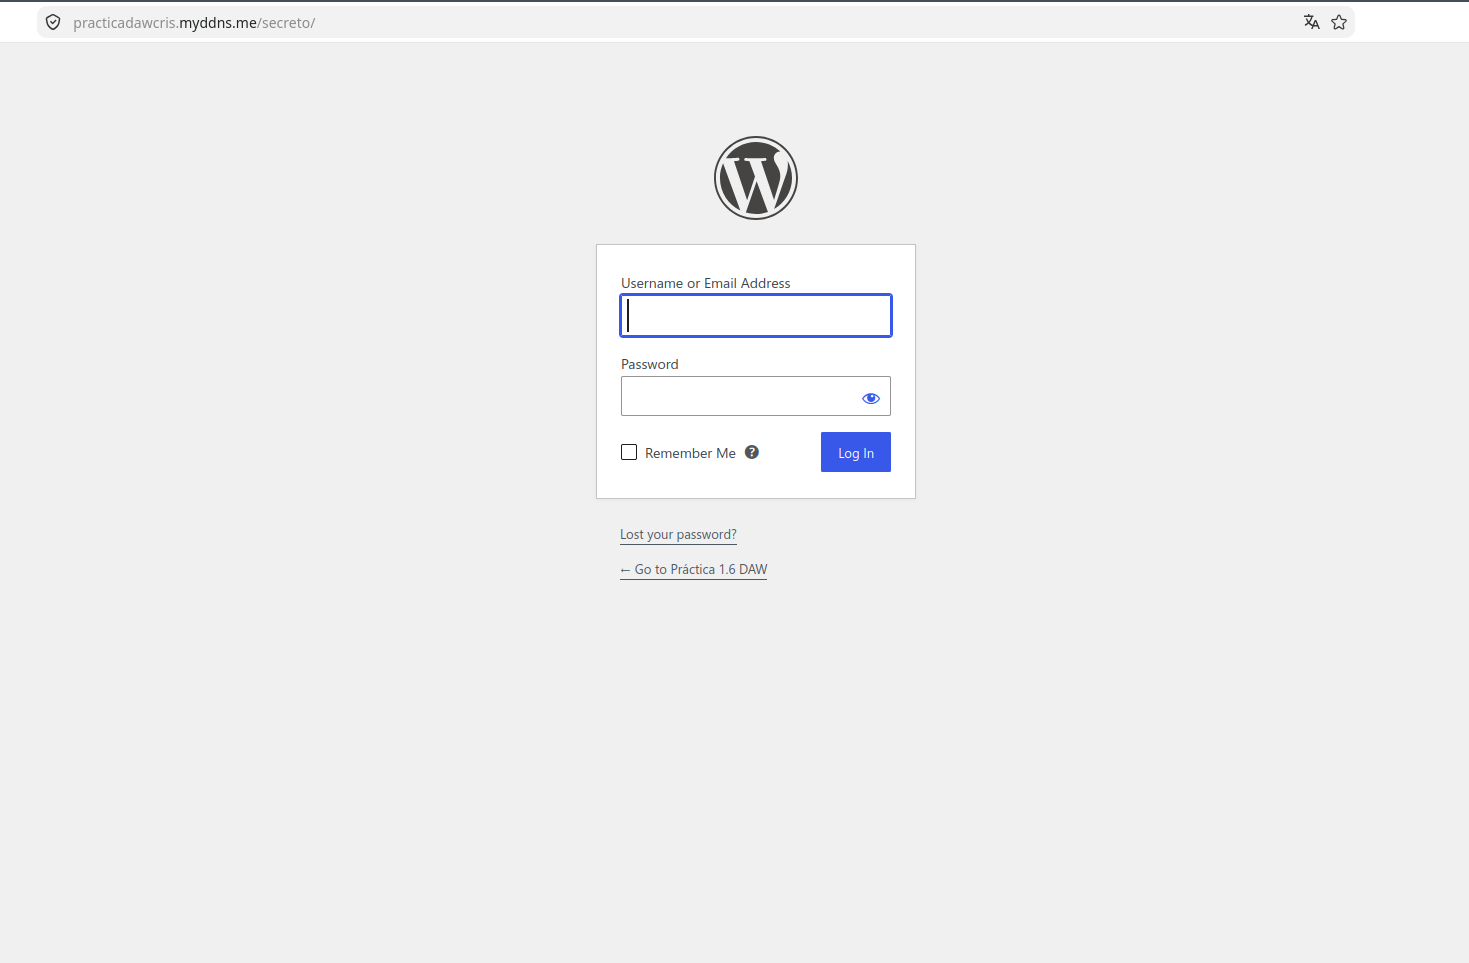 practicadawcris.myddns.me/secreto/
Username or Email Address
Password
Remember Me
Log In
Lost your password?
← Go to Práctica 1.6 DAW